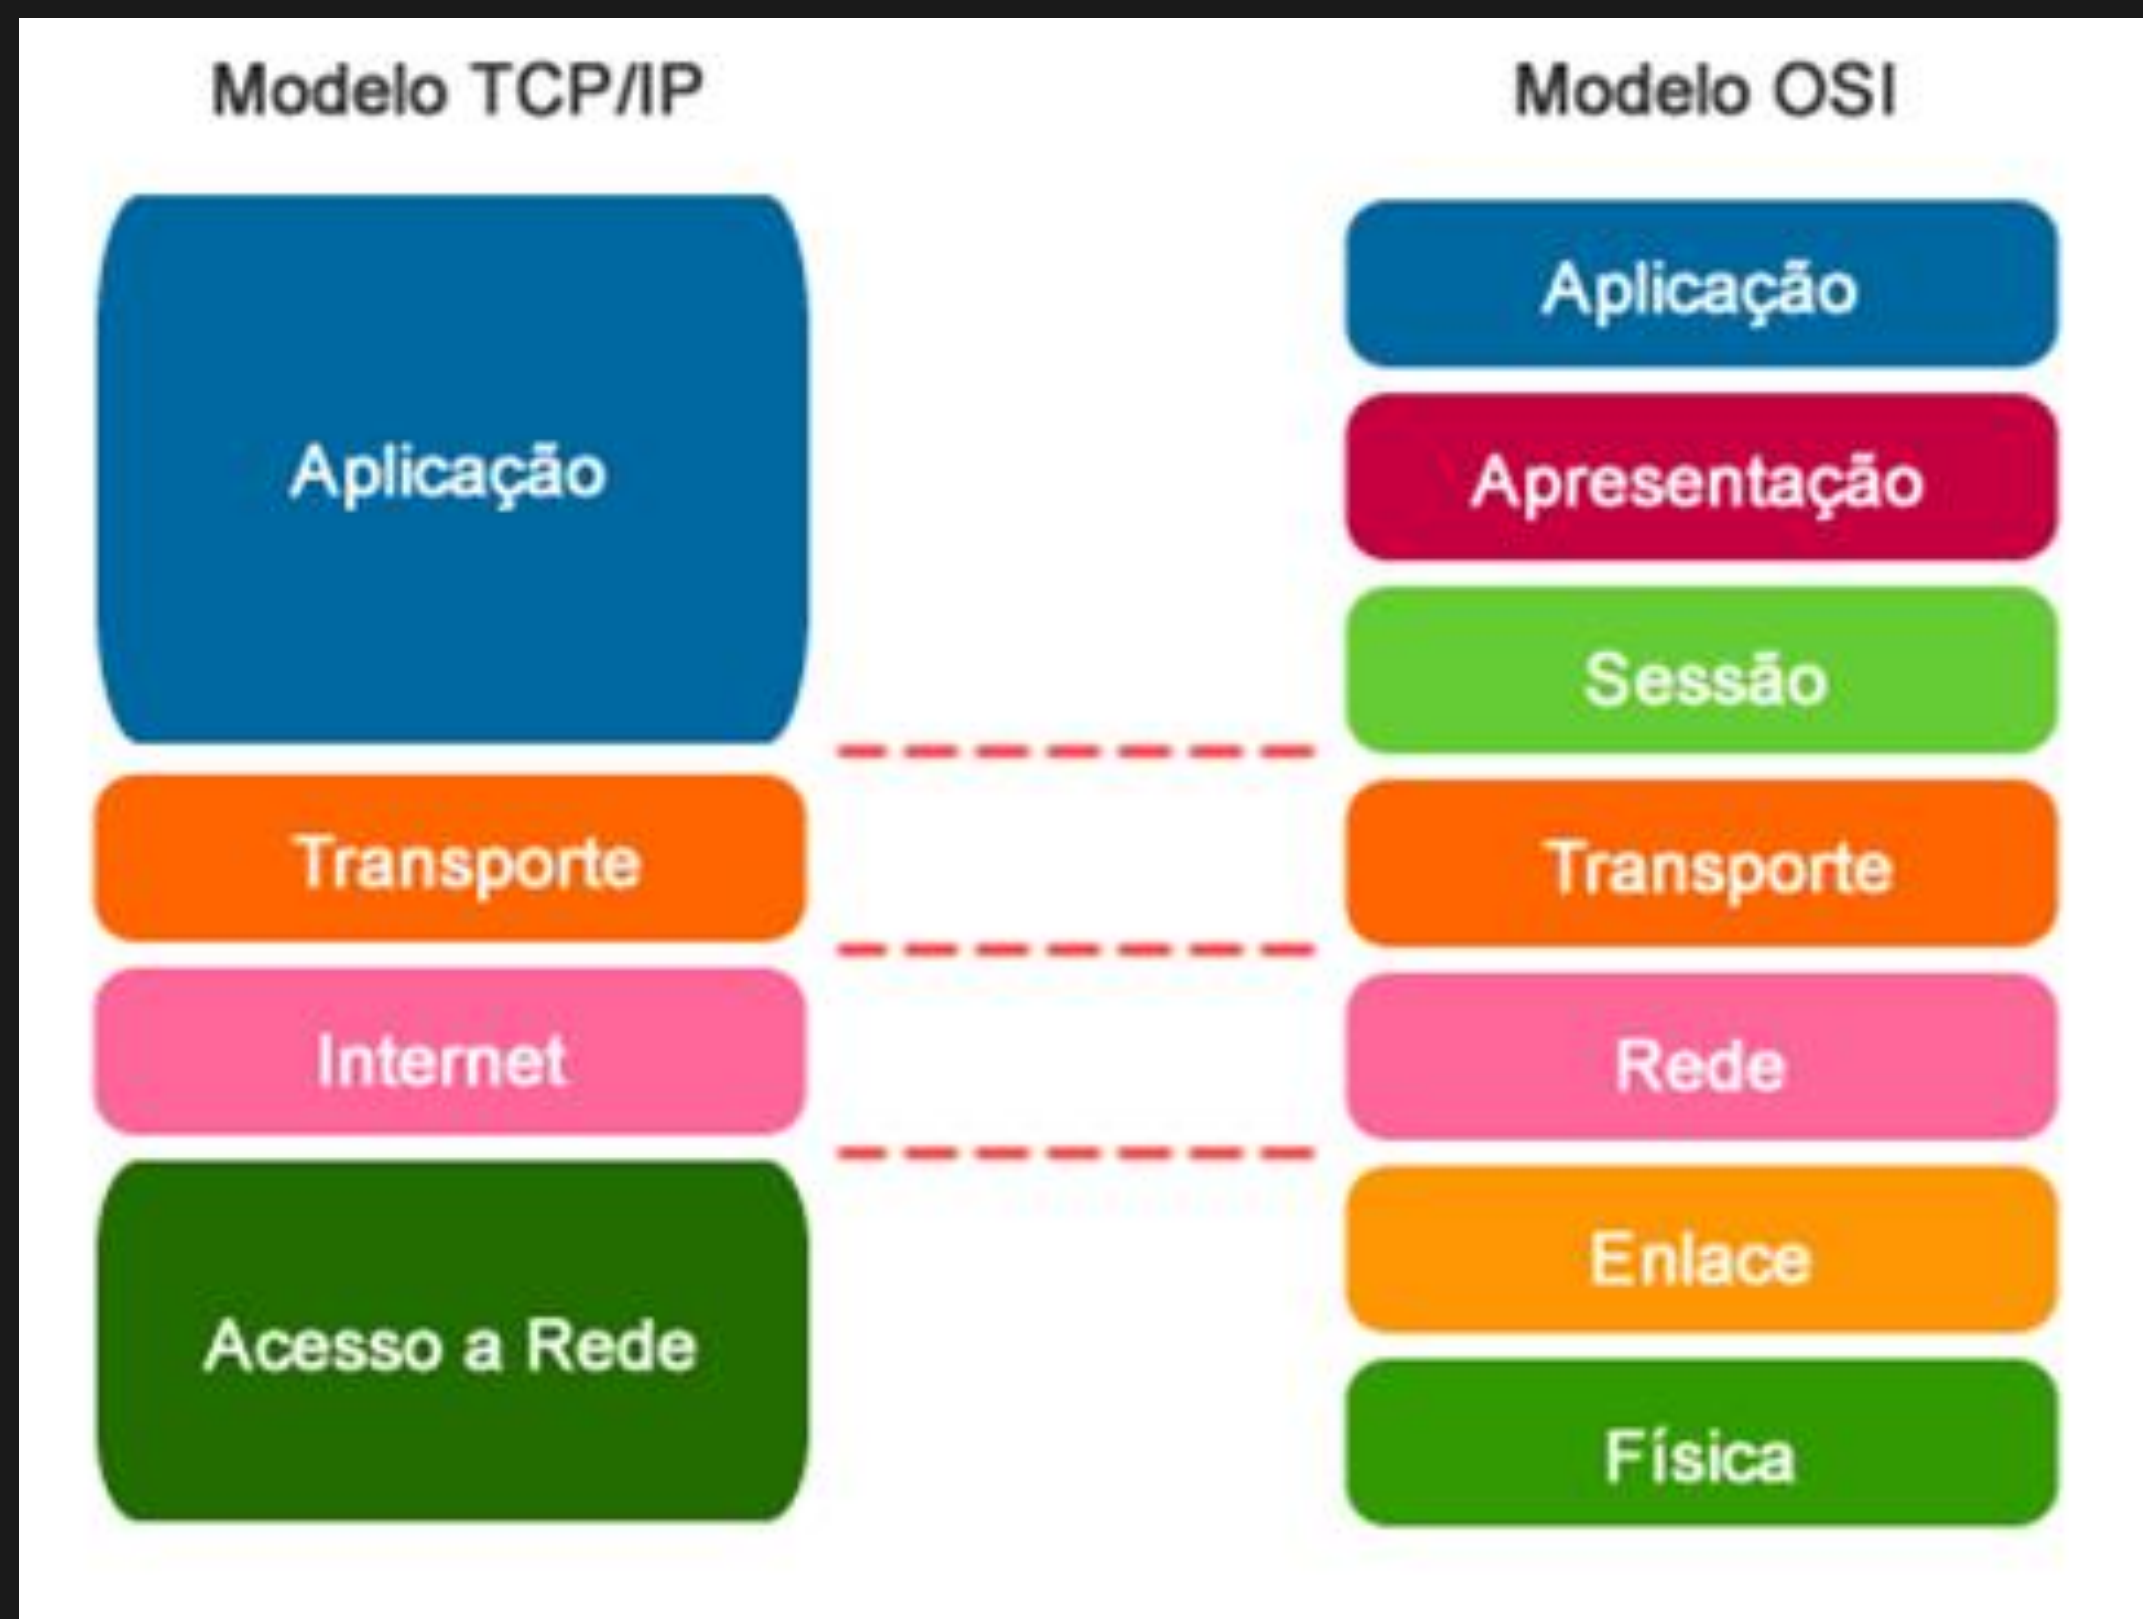 Modelo TCP/IP
Aplicação
Transporte
Internet
Acesso a Rede
Modelo OSI
Aplicação
Apresentação
Sessão
Transporte
Rede
Enlace
Física